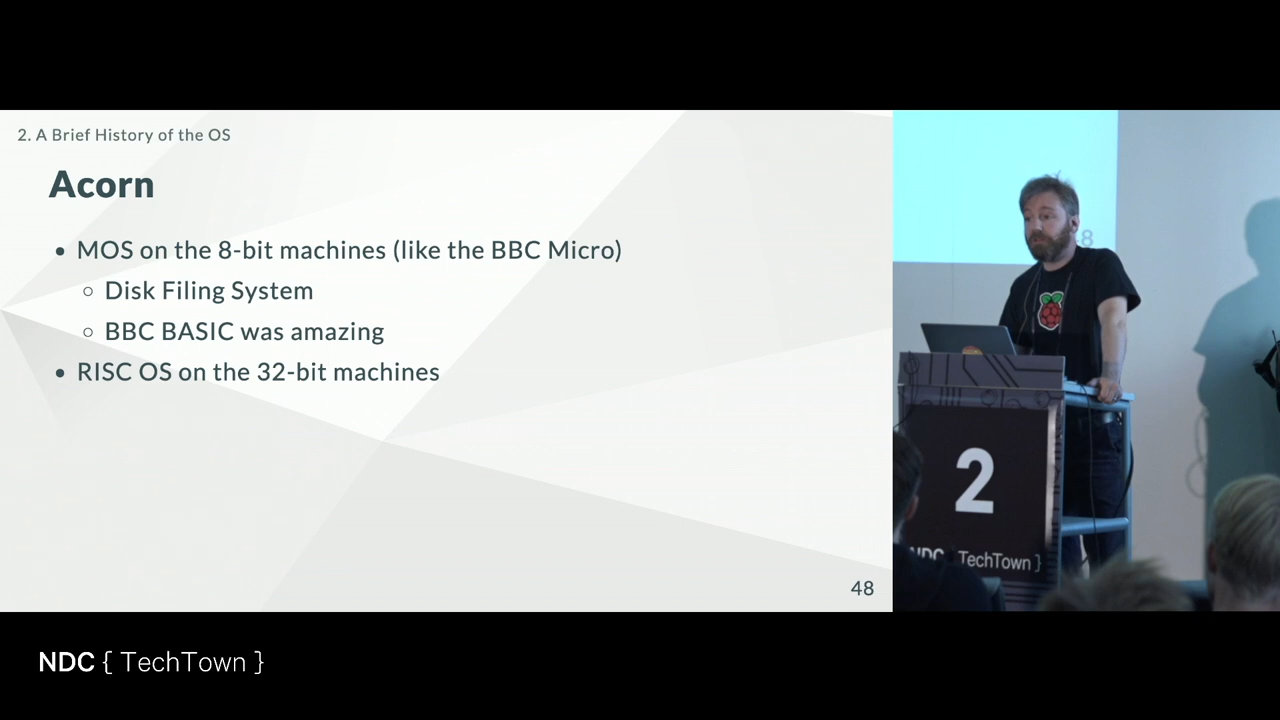 2. A Brief History of the OS
Acorn
• MOS on the 8-bit machines (like the BBC Micro)
○ Disk Filing System
○ BBC BASIC was amazing
• RISC OS on the 32-bit machines
48
8
2
NDC { TechTown }
NDC { TechTown }